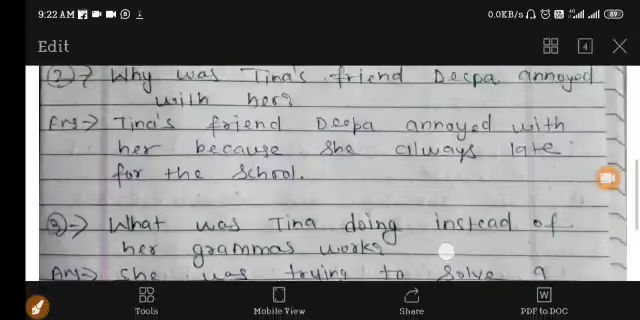 9:22 AM 0.0KB/s 89
Edit 4
(2)-> Why was Tina's friend Deepa annoyed
with her?
Ans-> Tina's friend Deepa annoyed with
her because she always late
for the school.
(3)-> What was Tina doing instead of
her grammar work?
Ans-> She was trying to solve a
Tools Mobile View Share PDF to DOC